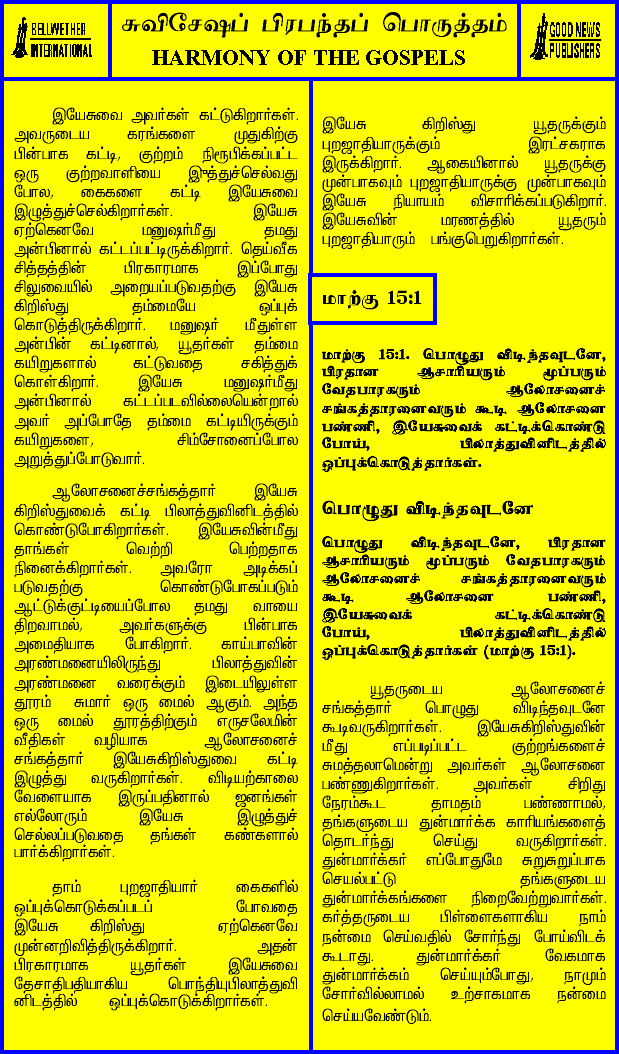 BELLWETHER
INTERNATIONAL
சுவிசேஷப் பிரபந்தப் பொருத்தம்
HARMONY OF THE GOSPELS
GOOD NEWS
PUBLISHERS
இயேசுவை அவர்கள் கட்டுகிறார்கள்.
அவருடைய கரங்களை முதுகிற்கு
பின்பாக கட்டி, குற்றம் நிரூபிக்கப்பட்ட
ஒரு குற்றவாளியை இழுத்துச்செல்வது
போல, கைகளை கட்டி இயேசுவை
இழுத்துச்செல்கிறார்கள். இயேசு
ஏற்கெனவே மனுஷர்மீது தமது
அன்பினால் கட்டப்பட்டிருக்கிறார். தெய்வீக
சித்தத்தின் பிரகாரமாக இப்போது
சிலுவையில் அறையப்படுவதற்கு இயேசு
கிறிஸ்து தம்மையே ஒப்புக்
கொடுத்திருக்கிறார். மனுஷர் மீதுள்ள
அன்பின் கட்டினால், யூதர்கள் தம்மை
கயிறுகளால் கட்டுவதை சகித்துக்
கொள்கிறார். இயேசு மனுஷர்மீது
அன்பினால் கட்டப்படவில்லையென்றால்
அவர் அப்போதே தம்மை கட்டியிருக்கும்
கயிறுகளை, சிம்சோனைப்போல
அறுத்துப்போடுவார்.
ஆலோசனைச்சங்கத்தார் இயேசு
கிறிஸ்துவைக் கட்டி பிலாத்துவினிடத்தில்
கொண்டுபோகிறார்கள். இயேசுவின்மீது
தாங்கள் வெற்றி பெற்றதாக
நினைக்கிறார்கள். அவரோ அடிக்கப்
படுவதற்கு கொண்டுபோகப்படும்
ஆட்டுக்குட்டியைப்போல தமது வாயை
திறவாமல், அவர்களுக்கு பின்பாக
அமைதியாக போகிறார். காய்பாவின்
அரண்மனையிலிருந்து பிலாத்துவின்
அரண்மனை வரைக்கும் இடையிலுள்ள
தூரம் சுமார் ஒரு மைல் ஆகும். அந்த
ஒரு மைல் தூரத்திற்கும் எருசலேமின்
வீதிகள் வழியாக ஆலோசனைச்
சங்கத்தார் இயேசுகிறிஸ்துவை கட்டி
இழுத்து வருகிறார்கள். விடியற்காலை
வேளையாக இருப்பதினால் ஜனங்கள்
எல்லோரும் இயேசு இழுத்துச்
செல்லப்படுவதை தங்கள் கண்களால்
பார்க்கிறார்கள்.
தாம் புறஜாதியார் கைகளில்
ஒப்புக்கொடுக்கப்படப் போவதை
இயேசு கிறிஸ்து ஏற்கெனவே
முன்னறிவித்திருக்கிறார். அதன்
பிரகாரமாக யூதர்கள் இயேசுவை
தேசாதிபதியாகிய பொந்தியுபிலாத்துவி
னிடத்தில் ஒப்புக்கொடுக்கிறார்கள்.
இயேசு கிறிஸ்து யூதருக்கும்
புறஜாதியாருக்கும் இரட்சகராக
இருக்கிறார். ஆகையினால் யூதருக்கு
முன்பாகவும் புறஜாதியாருக்கு முன்பாகவும்
இயேசு நியாயம் விசாரிக்கப்படுகிறார்.
இயேசுவின் மரணத்தில் யூதரும்
புறஜாதியாரும் பங்குபெறுகிறார்கள்.
மாற்கு 15:1
மாற்கு 15:1. பொழுது விடிந்தவுடனே,
பிரதான ஆசாரியரும் மூப்பரும்
வேதபாரகரும் ஆலோசனைச்
சங்கத்தாரனைவரும் கூடி ஆலோசனை
பண்ணி, இயேசுவைக் கட்டிக்கொண்டு
போய், பிலாத்துவினிடத்தில்
ஒப்புக்கொடுத்தார்கள்.
பொழுது விடிந்தவுடனே
பொழுது விடிந்தவுடனே, பிரதான
ஆசாரியரும் மூப்பரும் வேதபாரகரும்
ஆலோசனைச் சங்கத்தாரனைவரும்
கூடி ஆலோசனை பண்ணி,
இயேசுவைக் கட்டிக்கொண்டு
போய், பிலாத்துவினிடத்தில்
ஒப்புக்கொடுத்தார்கள் (மாற்கு 15:1).
யூதருடைய ஆலோசனைச்
சங்கத்தார் பொழுது விடிந்தவுடனே
கூடிவருகிறார்கள். இயேசுகிறிஸ்துவின்
மீது எப்படிப்பட்ட குற்றங்களைச்
சுமத்தலாமென்று அவர்கள் ஆலோசனை
பண்ணுகிறார்கள். அவர்கள் சிறிது
நேரம்கூட தாமதம் பண்ணாமல்,
தங்களுடைய துன்மார்க்க காரியங்களைத்
தொடர்ந்து செய்து வருகிறார்கள்.
துன்மார்க்கர் எப்போதுமே சுறுசுறுப்பாக
செயல்பட்டு தங்களுடைய
துன்மார்க்கங்களை நிறைவேற்றுவார்கள்.
கர்த்தருடைய பிள்ளைகளாகிய நாம்
நன்மை செய்வதில் சோர்ந்து போய்விடக்
கூடாது. துன்மார்க்கர் வேகமாக
துன்மார்க்கம் செய்யும்போது, நாமும்
சோர்வில்லாமல் உற்சாகமாக நன்மை
செய்யவேண்டும்.